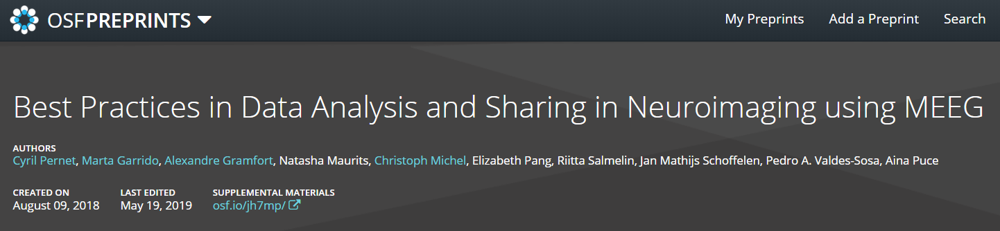 OSFPREPRINTS
My Preprints Add a Preprint Search
Best Practices in Data Analysis and Sharing in Neuroimaging using MEEG
AUTHORS
Cyril Pernet, Marta Garrido, Alexandre Gramfort, Natasha Maurits, Christoph Michel, Elizabeth Pang, Riitta Salmelin, Jan Mathijs Schoffelen, Pedro A. Valdes-Sosa, Aina Puce
CREATED ON LAST EDITED SUPPLEMENTAL MATERIALS
August 09, 2018 May 19, 2019 osf.io/jh7mp/